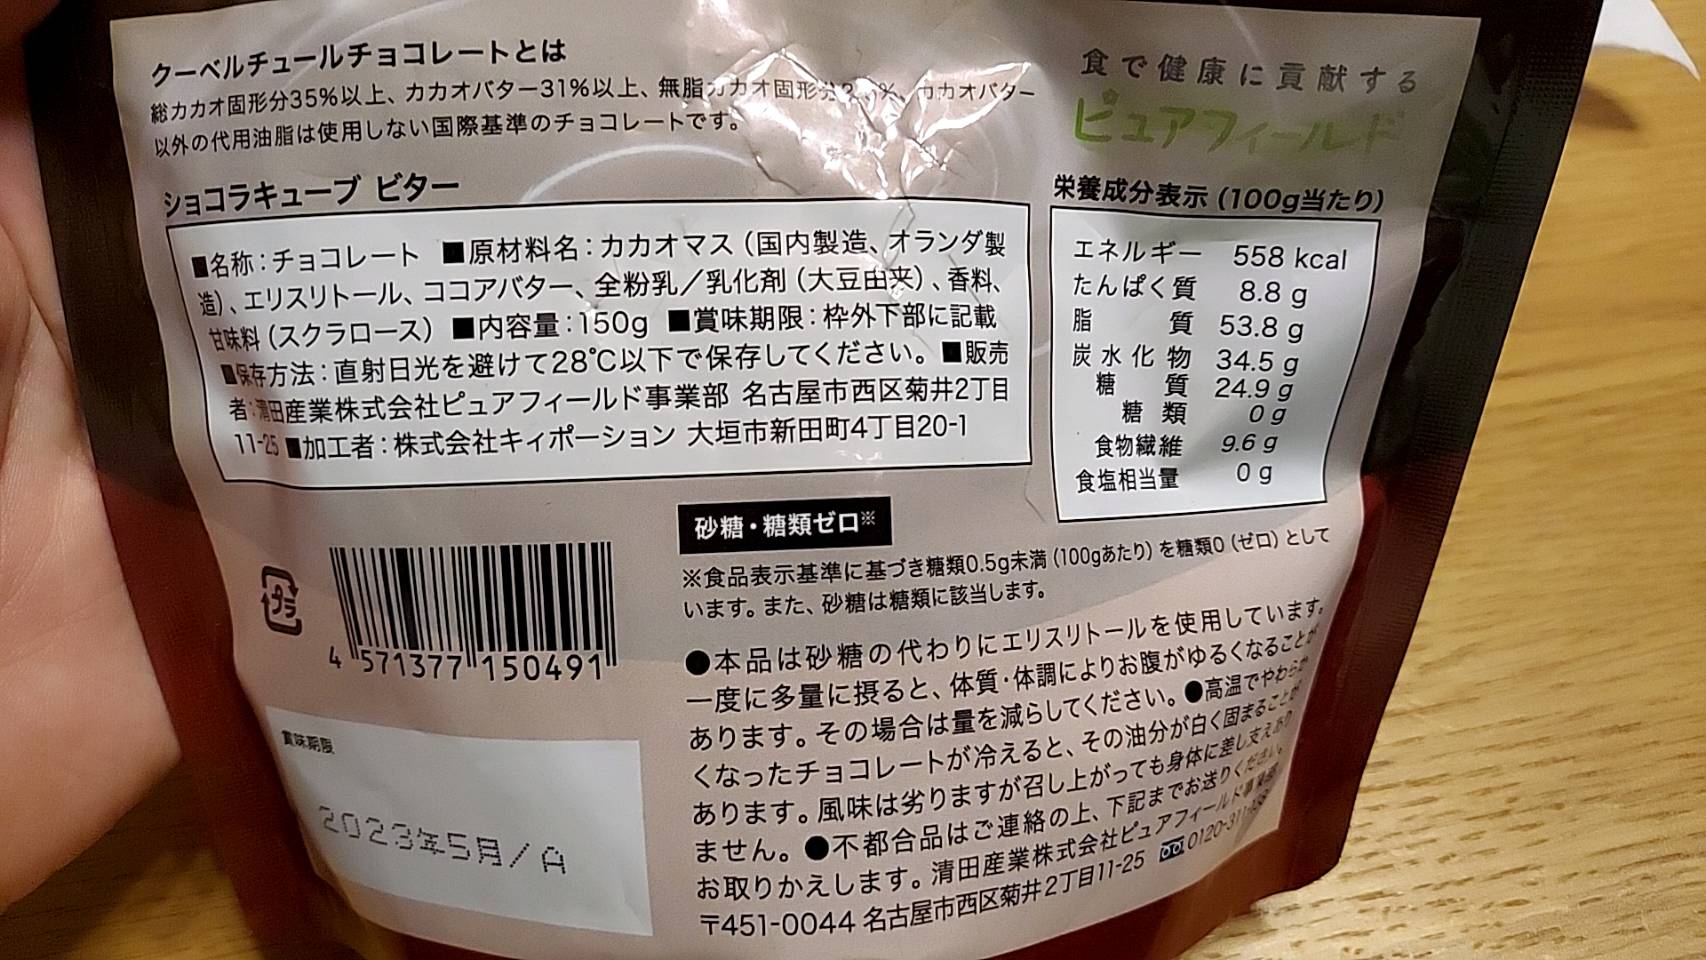 クーベルチュールチョコレートとは
総カカオ固形分35%以上、カカオバター31%以上、無脂カカオ固形分2.5%、カカオバター
以外の代用油脂は使用しない国際基準のチョコレートです。
ショコラキューブ ビター
■名称:チョコレート ■原材料名:カカオマス(国内製造、オランダ製
造)、エリスリトール、ココアバター、全粉乳/乳化剤(大豆由来)、香料、
甘味料(スクラロース) ■内容量:150g ■賞味期限:枠外下部に記載
■保存方法:直射日光を避けて28℃以下で保存してください。■販売
者:清田産業株式会社ピュアフィールド事業部 名古屋市西区菊井2丁目
11-25 ■加工者:株式会社キィポーション 大垣市新田町4丁目20-1
食で健康に貢献する
ピュアフィールド
栄養成分表示(100g当たり)
エネルギー 558 kcal
たんぱく質 8.8 g
脂 質 53.8 g
炭水化物 34.5 g
糖 質 24.9 g
糖 類 0 g
食物繊維 9.6 g
食塩相当量 0 g
砂糖・糖類ゼロ※
※食品表示基準に基づき糖類0.5g未満(100gあたり)を糖類0(ゼロ)として
います。また、砂糖は糖類に該当します。
●本品は砂糖の代わりにエリスリトールを使用しています。
一度に多量に摂ると、体質・体調によりお腹がゆるくなることが
あります。その場合は量を減らしてください。●高温でやわらか
くなったチョコレートが冷えると、その油分が白く固まることが
あります。風味は劣りますが召し上がっても身体に差し支えあり
ません。●不都合品はご連絡の上、下記までお送りください。
お取りかえします。清田産業株式会社ピュアフィールド事業部
〒451-0044 名古屋市西区菊井2丁目11-25 0120-311-
プラ
4 571377 150491
賞味期限
2023年5月/A